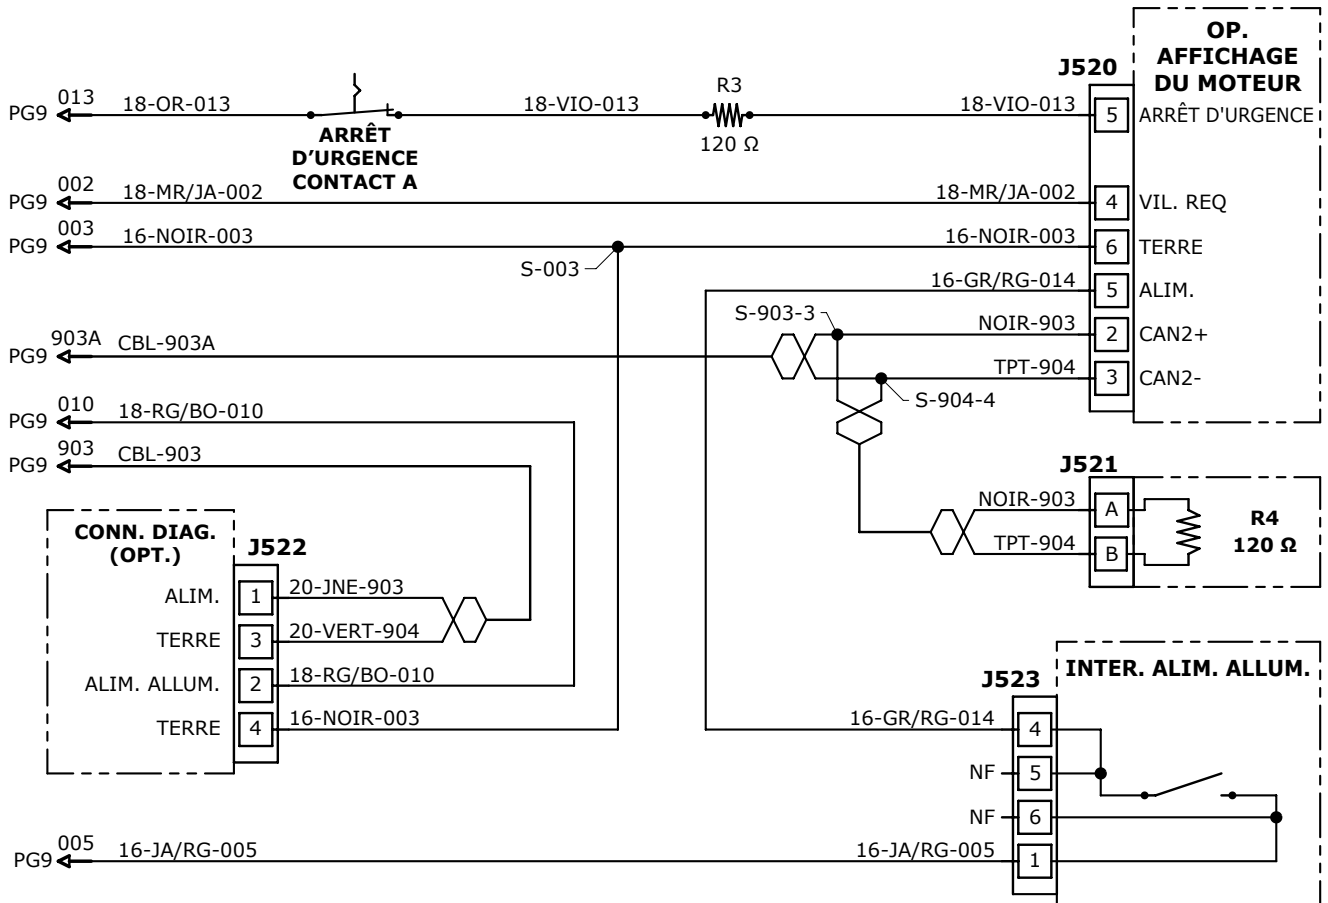 OP.
AFFICHAGE
DU MOTEUR
J520
PG9 013 18-OR-013
ARRÊT
D’URGENCE
CONTACT A
18-VIO-013
R3
120 Ω
18-VIO-013
5 ARRÊT D'URGENCE
PG9 002 18-MR/JA-002
18-MR/JA-002
4 VIL. REQ
PG9 003 16-NOIR-003
S-003
16-NOIR-003
6 TERRE
16-GR/RG-014
5 ALIM.
S-903-3
NOIR-903
2 CAN2+
PG9 903A CBL-903A
TPT-904
3 CAN2-
S-904-4
PG9 010 18-RG/BO-010
PG9 903 CBL-903
J521
NOIR-903
A
TPT-904
B
R4
120 Ω
CONN. DIAG.
(OPT.)
J522
ALIM. 1 20-JNE-903
TERRE 3 20-VERT-904
ALIM. ALLUM. 2 18-RG/BO-010
TERRE 4 16-NOIR-003
INTER. ALIM. ALLUM.
J523
16-GR/RG-014 4
NF 5
NF 6
PG9 005 16-JA/RG-005
16-JA/RG-005 1